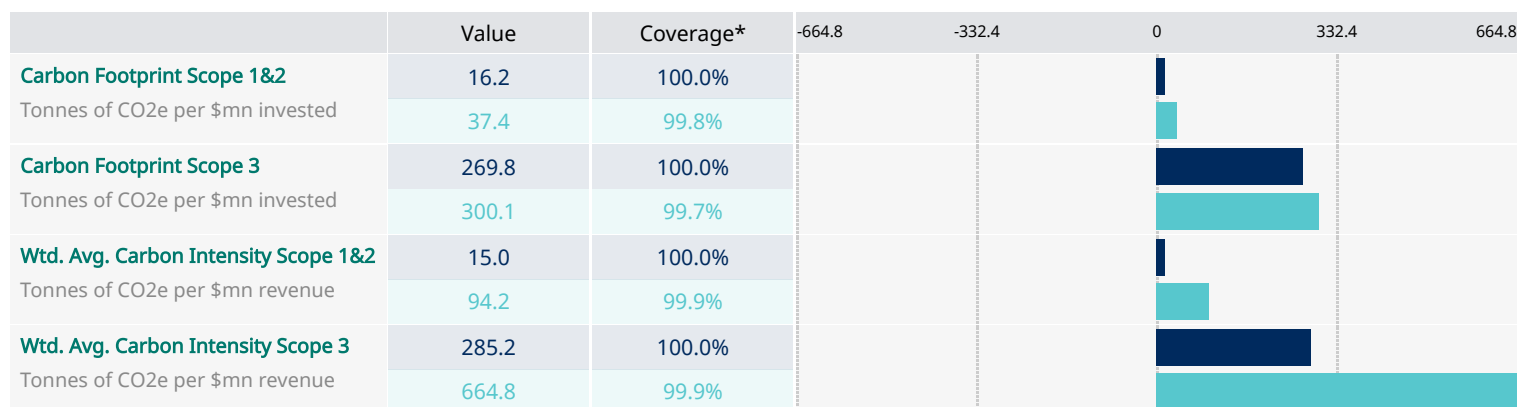 Value Coverage* -664.8 -332.4 0 332.4 664.8
Carbon Footprint Scope 1&2 16.2 100.0%
Tonnes of CO2e per $mn invested 37.4 99.8%
Carbon Footprint Scope 3 269.8 100.0%
Tonnes of CO2e per $mn invested 300.1 99.7%
Wtd. Avg. Carbon Intensity Scope 1&2 15.0 100.0%
Tonnes of CO2e per $mn revenue 94.2 99.9%
Wtd. Avg. Carbon Intensity Scope 3 285.2 100.0%
Tonnes of CO2e per $mn revenue 664.8 99.9%